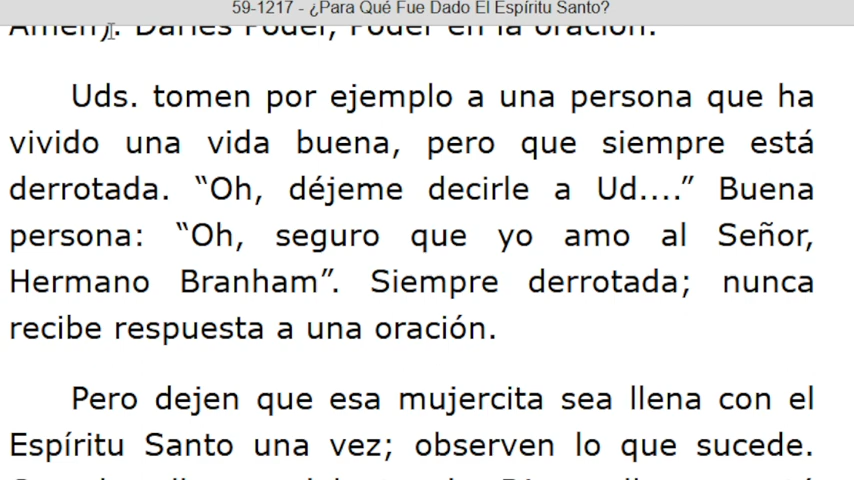 59-1217 - ¿Para Qué Fue Dado El Espíritu Santo?
Amén). Darles Poder, Poder en la oración.
Uds. tomen por ejemplo a una persona que ha
vivido una vida buena, pero que siempre está
derrotada. “Oh, déjeme decirle a Ud....” Buena
persona: “Oh, seguro que yo amo al Señor,
Hermano Branham”. Siempre derrotada; nunca
recibe respuesta a una oración.
Pero dejen que esa mujercita sea llena con el
Espíritu Santo una vez; observen lo que sucede.